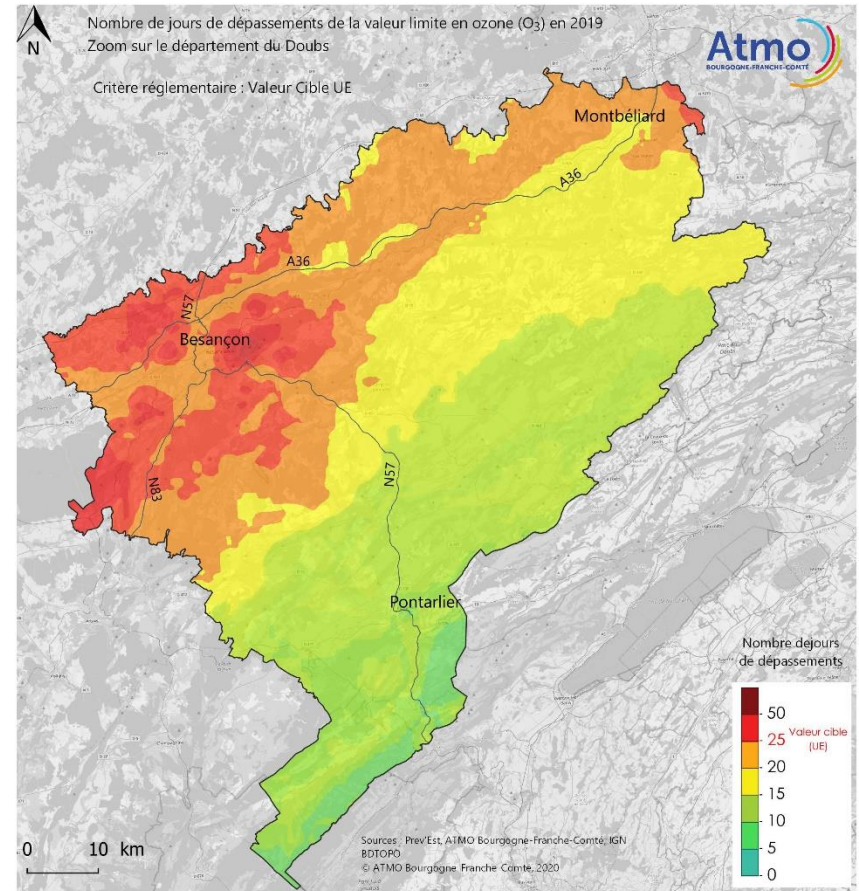 Nombre de jours de dépassements de la valeur limite en ozone (O₃) en 2019
Zoom sur le département du Doubs
Critère réglementaire : Valeur Cible UE
N
Atmo
BOURGOGNE-FRANCHE-COMTÉ
Montbéliard
A36
A36
N57
Besançon
N57
N83
Pontarlier
Nombre dejours
de dépassements
50
25 Valeur cible
(UE)
20
15
10
5
0
0 10 km
Sources : Prev'Est, ATMO Bourgogne-Franche-Comté, IGN
BDTOPO
© ATMO Bourgogne Franche Comté, 2020